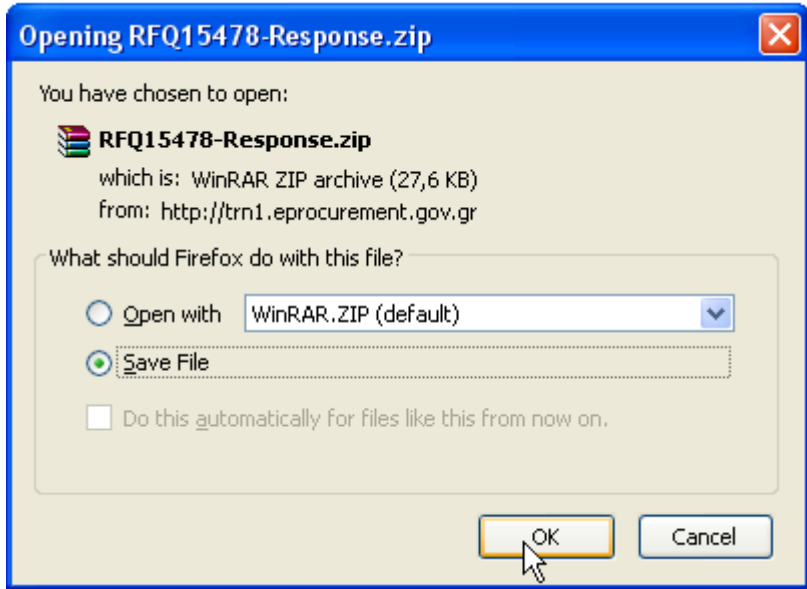 Opening RFQ15478-Response.zip
You have chosen to open:
RFQ15478-Response.zip
which is: WinRAR ZIP archive (27,6 KB)
from: http://trn1.eprocurement.gov.gr
What should Firefox do with this file?
Open with WinRAR.ZIP (default)
Save File
Do this automatically for files like this from now on.
OK Cancel